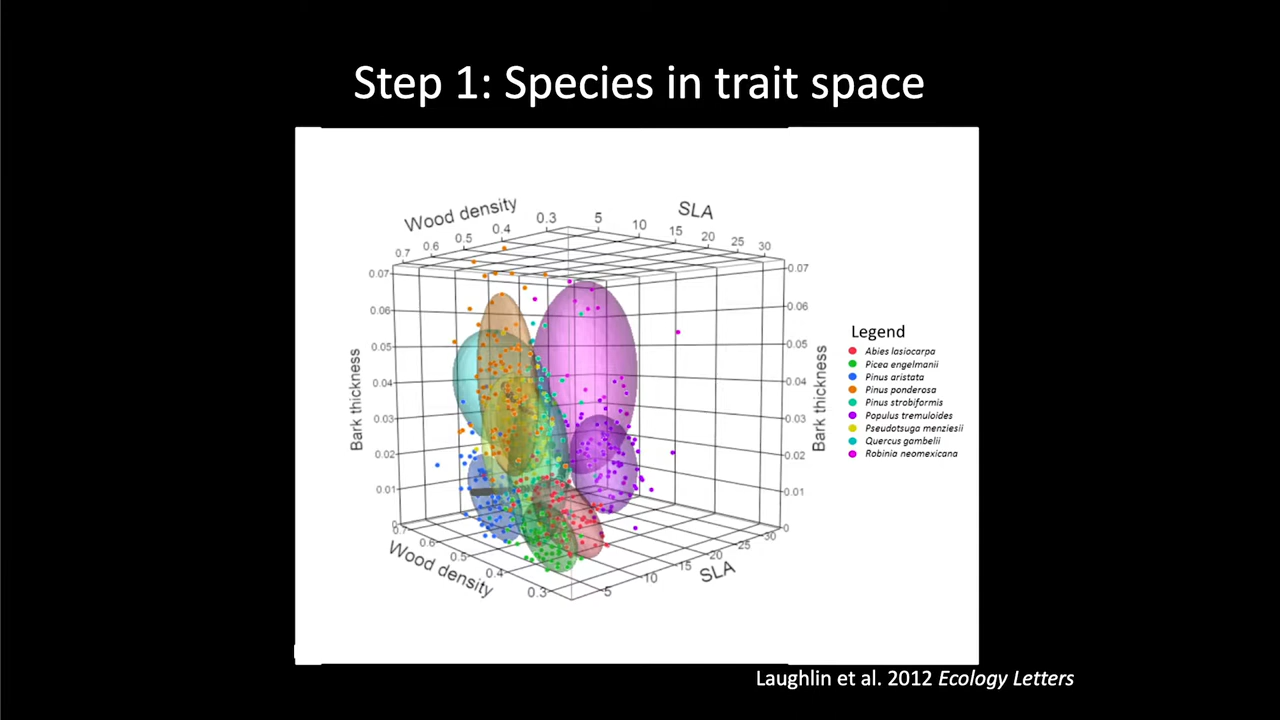 Step 1: Species in trait space
Wood density
SLA
0.7 0.6 0.5 0.4 0.3 5 10 15 20 25 30
0.07
0.06
0.05
0.04
0.03
0.02
0.01
0
Bark thickness
0.07
0.06
0.05
0.04
0.03
0.02
0.01
0
Bark thickness
0.7 0.6 0.5 0.4 0.3
Wood density
5 10 15 20 25 30
SLA
Legend
Abies lasiocarpa
Picea engelmanii
Pinus aristata
Pinus ponderosa
Pinus strobiformis
Populus tremuloides
Pseudotsuga menziesii
Quercus gambelii
Robinia neomexicana
Laughlin et al. 2012 Ecology Letters